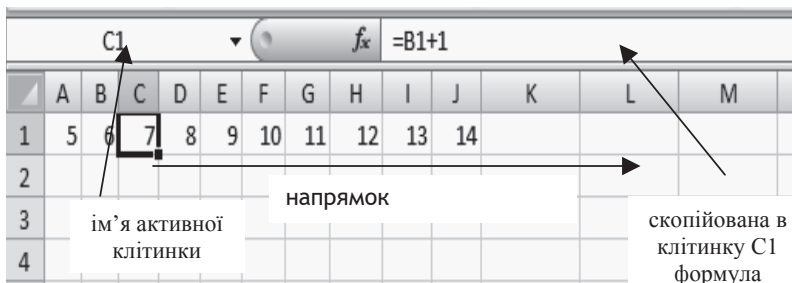 C1 fx =B1+1
A B C D E F G H I J K L M
1 5 6 7 8 9 10 11 12 13 14
2
напрямок
3
ім’я активної
клітинки
4
скопійована в
клітинку С1
формула